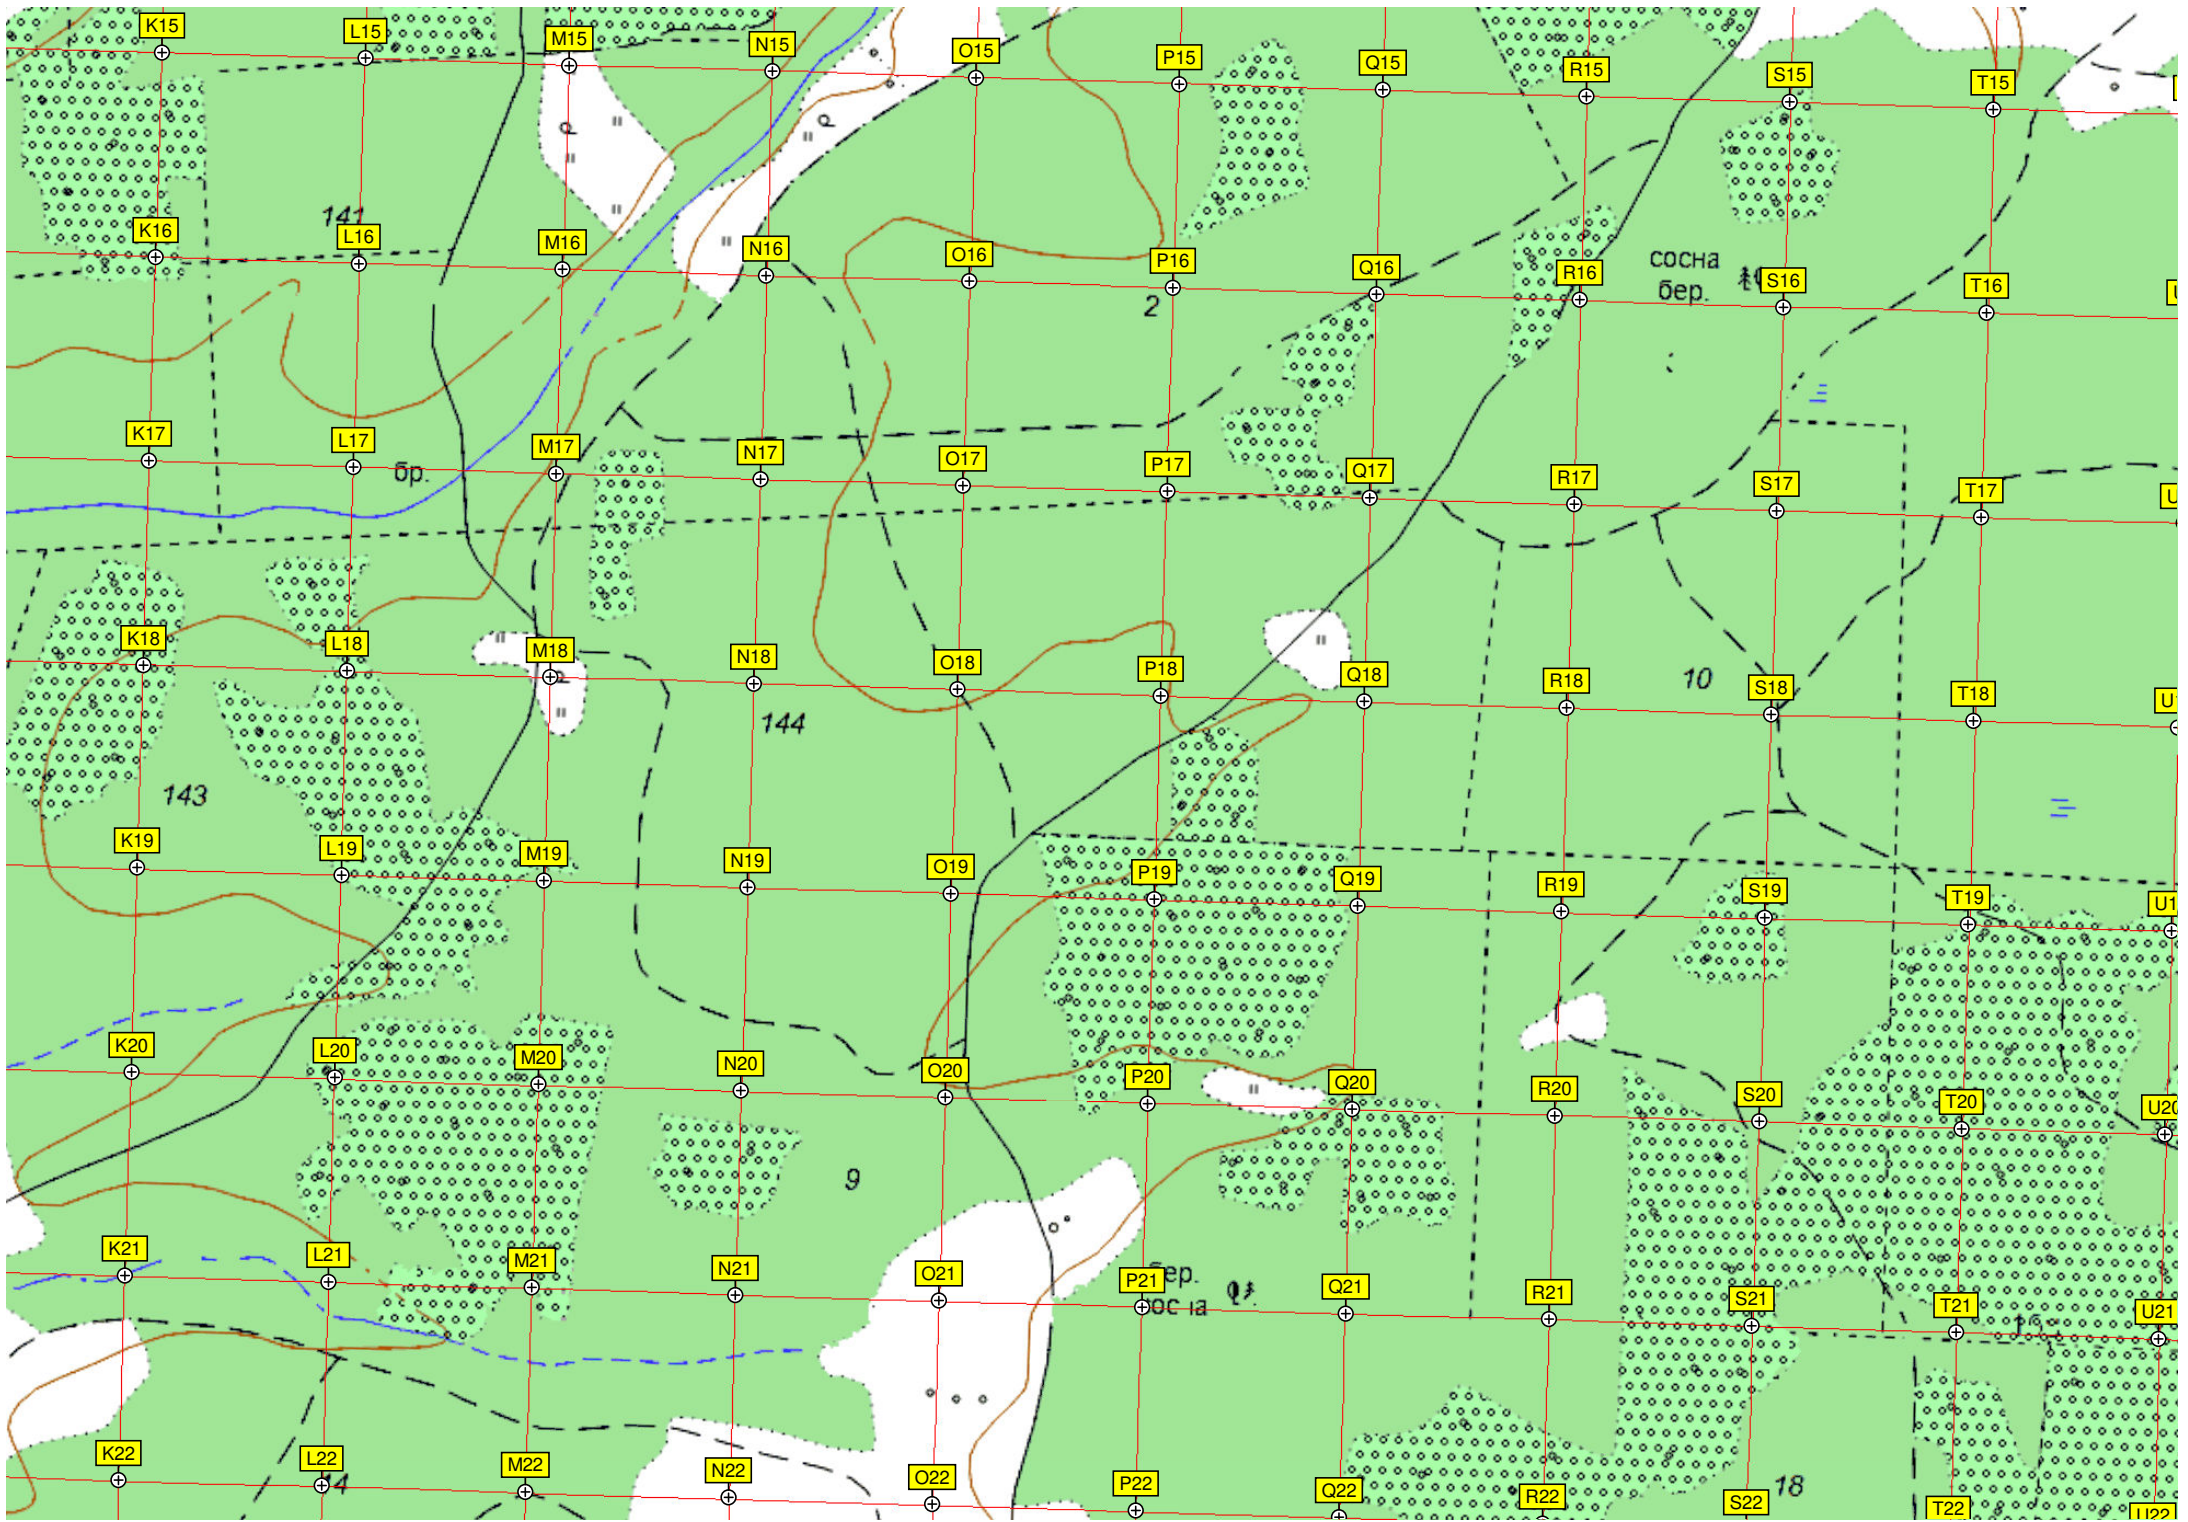 K15 L15 M15 N15 O15 P15 Q15 R15 S15 T15
141
K16 L16 M16 N16 O16 P16 Q16 R16 S16 T16
сосна
бер.
2
K17 L17 M17 N17 O17 P17 Q17 R17 S17 T17
бр.
K18 L18 M18 N18 O18 P18 Q18 R18 S18 T18
10
144
143
K19 L19 M19 N19 O19 P19 Q19 R19 S19 T19
K20 L20 M20 N20 O20 P20 Q20 R20 S20 T20 U20
9
K21 L21 M21 N21 O21 P21 Q21 R21 S21 T21 U21
K22 L22 M22 N22 O22 P22 Q22 R22 S22 T22 U22
18